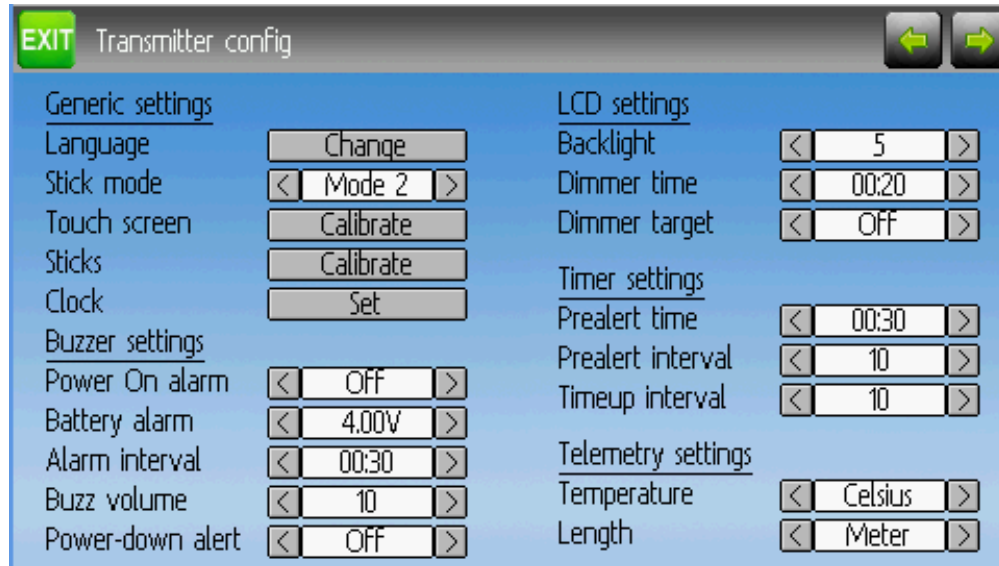 EXIT Transmitter config
Generic settings
Language Change
Stick mode < Mode 2 >
Touch screen Calibrate
Sticks Calibrate
Clock Set
Buzzer settings
Power On alarm < Off >
Battery alarm < 4.00V >
Alarm interval < 00:30 >
Buzz volume < 10 >
Power-down alert < Off >
LCD settings
Backlight < 5 >
Dimmer time < 00:20 >
Dimmer target < Off >
Timer settings
Prealert time < 00:30 >
Prealert interval < 10 >
Timeup interval < 10 >
Telemetry settings
Temperature < Celsius >
Length < Meter >